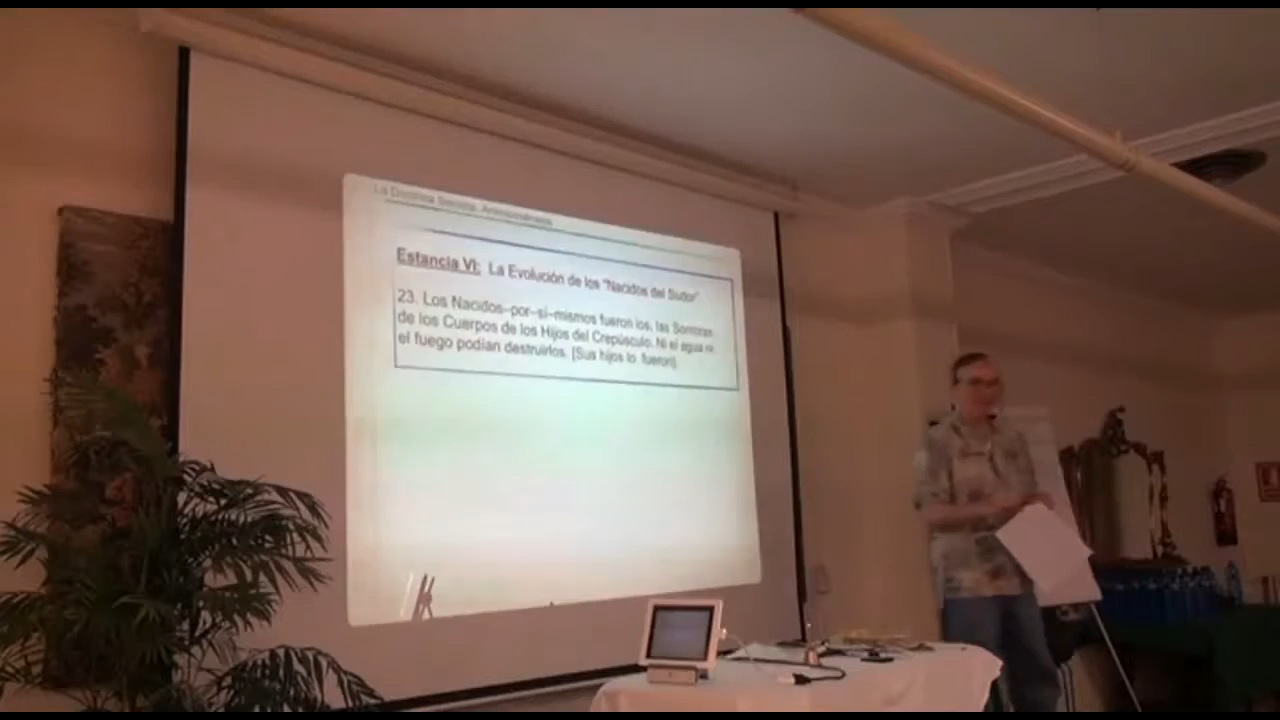 La Doctrina Secreta: Antropogénesis
Estancia VI: La Evolución de los "Nacidos del Sudor"
23. Los Nacidos-por-sí-mismos fueron los, las Sombras
de los Cuerpos de los Hijos del Crepúsculo. Ni el agua ni
el fuego podían destruirlos. [Sus hijos lo fueron].